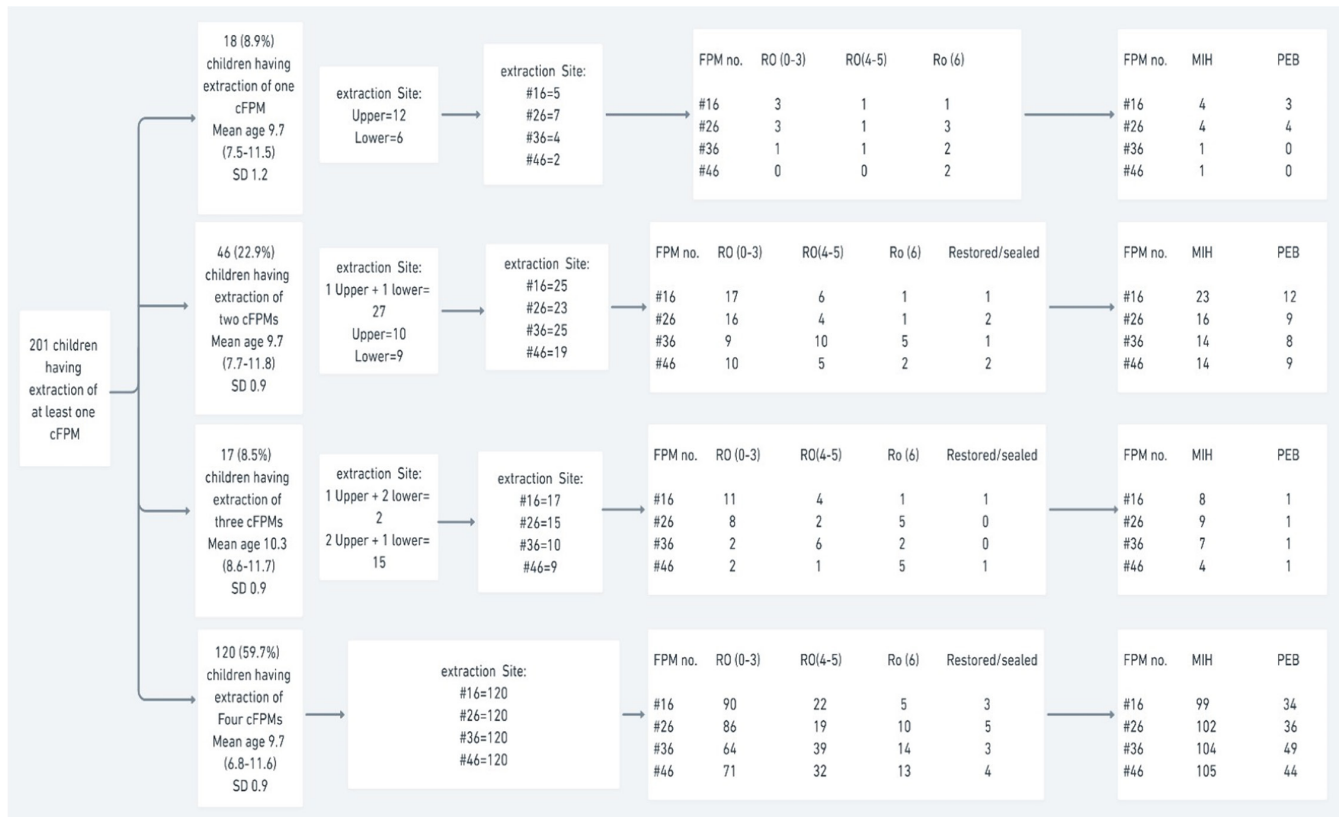 201 children
having
extraction of
at least one
cFPM
18 (8.9%)
children having
extraction of one
cFPM
Mean age 9.7
(7.5-11.5)
SD 1.2
extraction Site:
Upper=12
Lower=6
extraction Site:
#16=5
#26=7
#36=4
#46=2
FPM no. RO (0-3) RO(4-5) Ro (6)
#16 3 1 1
#26 3 1 3
#36 1 1 2
#46 0 0 2
FPM no. MIH PEB
#16 4 3
#26 4 4
#36 1 0
#46 1 0
46 (22.9%)
children having
extraction of
two cFPMs
Mean age 9.7
(7.7-11.8)
SD 0.9
extraction Site:
1 Upper + 1 lower=
27
Upper=10
Lower=9
extraction Site:
#16=25
#26=23
#36=25
#46=19
FPM no. RO (0-3) RO(4-5) Ro (6) Restored/sealed
#16 17 6 1 1
#26 16 4 1 2
#36 9 10 5 1
#46 10 5 2 2
FPM no. MIH PEB
#16 23 12
#26 16 9
#36 14 8
#46 14 9
17 (8.5%)
children having
extraction of
three cFPMs
Mean age 10.3
(8.6-11.7)
SD 0.9
extraction Site:
1 Upper + 2 lower=
2
2 Upper + 1 lower=
15
extraction Site:
#16=17
#26=15
#36=10
#46=9
FPM no. RO (0-3) RO(4-5) Ro (6) Restored/sealed
#16 11 4 1 1
#26 8 2 5 0
#36 2 6 2 0
#46 2 1 5 1
FPM no. MIH PEB
#16 8 1
#26 9 1
#36 7 1
#46 4 1
120 (59.7%)
children having
extraction of
Four cFPMs
Mean age 9.7
(6.8-11.6)
SD 0.9
extraction Site:
#16=120
#26=120
#36=120
#46=120
FPM no. RO (0-3) RO(4-5) Ro (6) Restored/sealed
#16 90 22 5 3
#26 86 19 10 5
#36 64 39 14 3
#46 71 32 13 4
FPM no. MIH PEB
#16 99 34
#26 102 36
#36 104 49
#46 105 44